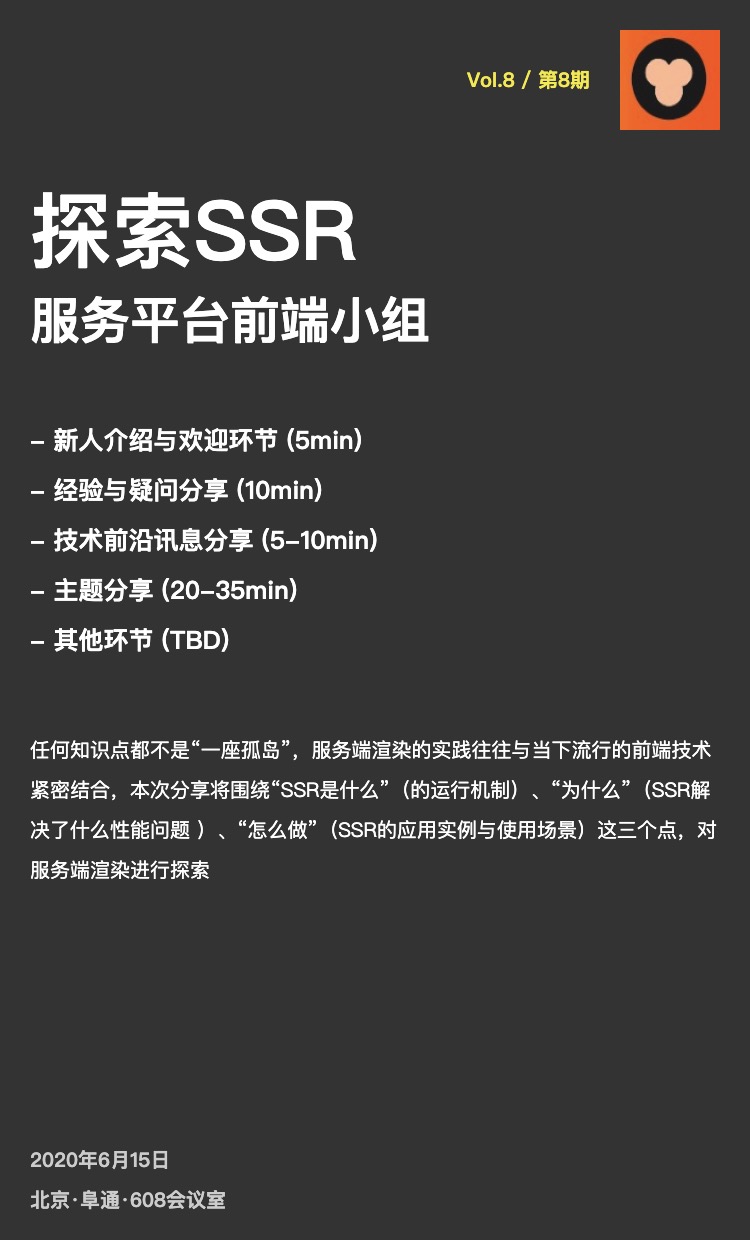 Vol.8 / 第8期
探索SSR
服务平台前端小组
– 新人介绍与欢迎环节 (5min)
– 经验与疑问分享 (10min)
– 技术前沿讯息分享 (5–10min)
– 主题分享 (20–35min)
– 其他环节 (TBD)
任何知识点都不是“一座孤岛”，服务端渲染的实践往往与当下流行的前端技术
紧密结合，本次分享将围绕“SSR是什么”（的运行机制）、“为什么”（SSR解
决了什么性能问题 ）、“怎么做”（SSR的应用实例与使用场景）这三个点，对
服务端渲染进行探索
2020年6月15日
北京·阜通·608会议室